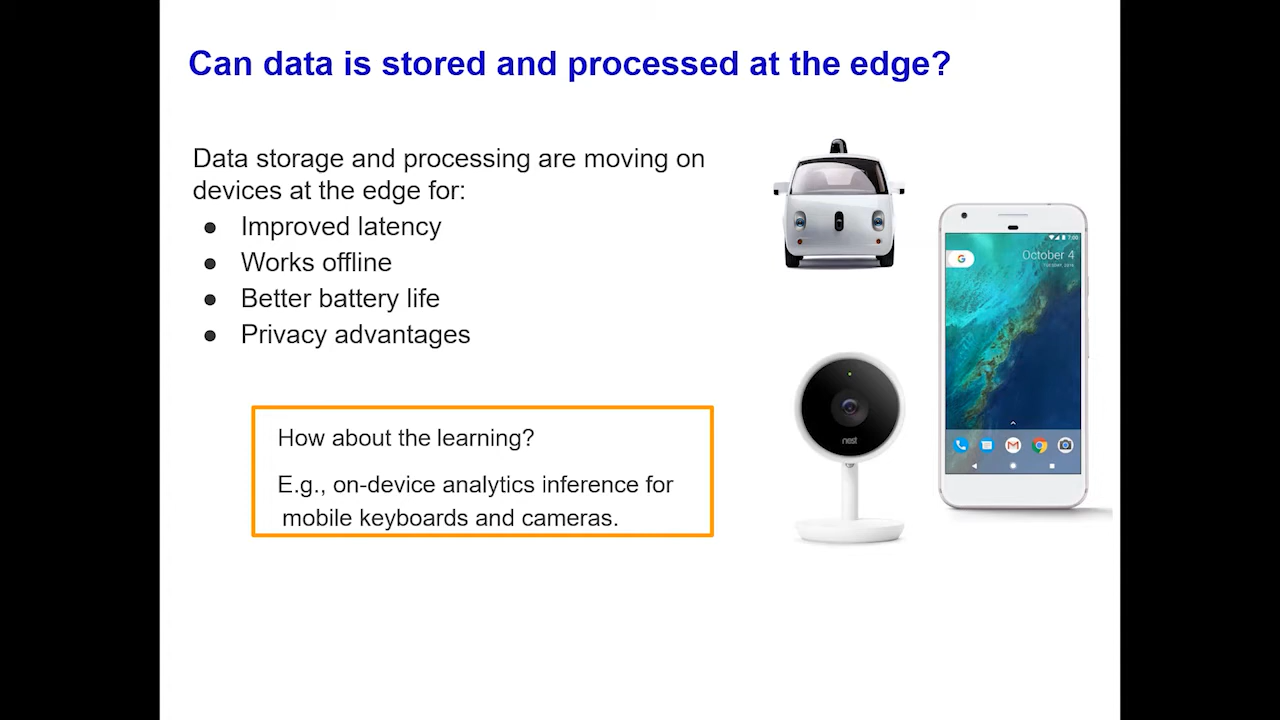 Can data is stored and processed at the edge?
Data storage and processing are moving on
devices at the edge for:
● Improved latency
● Works offline
● Better battery life
● Privacy advantages
How about the learning?
E.g., on-device analytics inference for
mobile keyboards and cameras.
nest
7:00
G
October 4